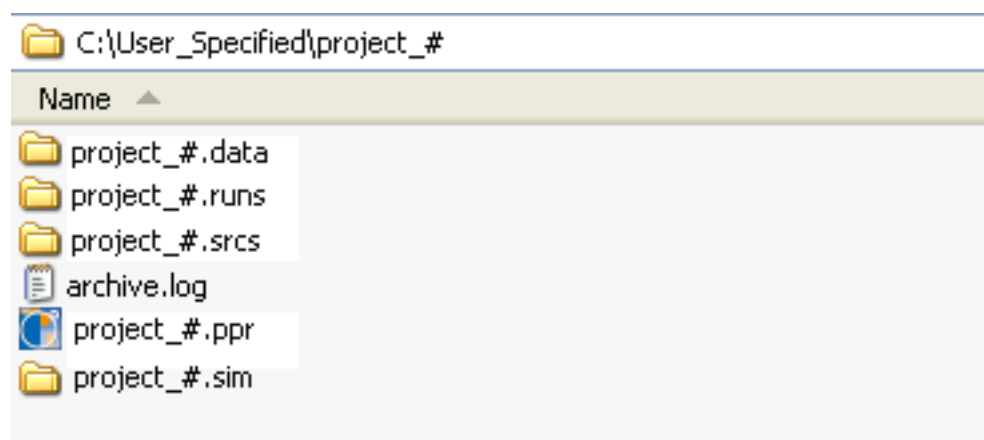 C:\User_Specified\project_#
Name
project_#.data
project_#.runs
project_#.srcs
archive.log
project_#.ppr
project_#.sim